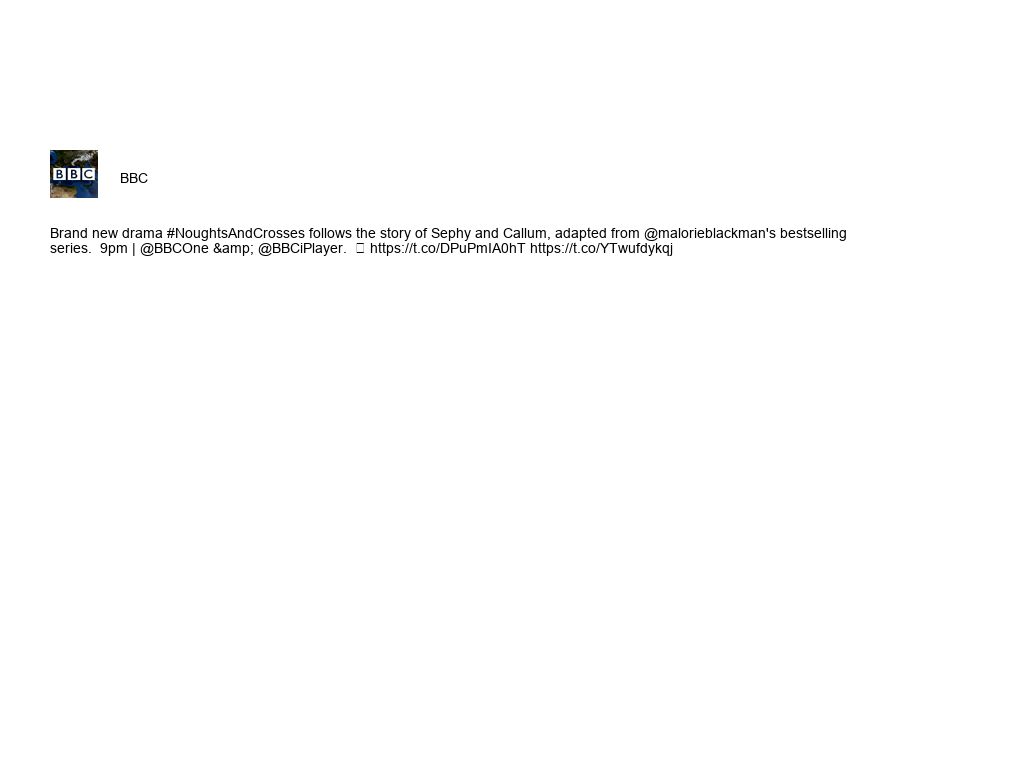 BBC
BBC
Brand new drama #NoughtsAndCrosses follows the story of Sephy and Callum, adapted from @malorieblackman's bestselling
series.  9pm | @BBCOne &amp; @BBCiPlayer.  https://t.co/DPuPmIA0hT https://t.co/YTwufdykqj